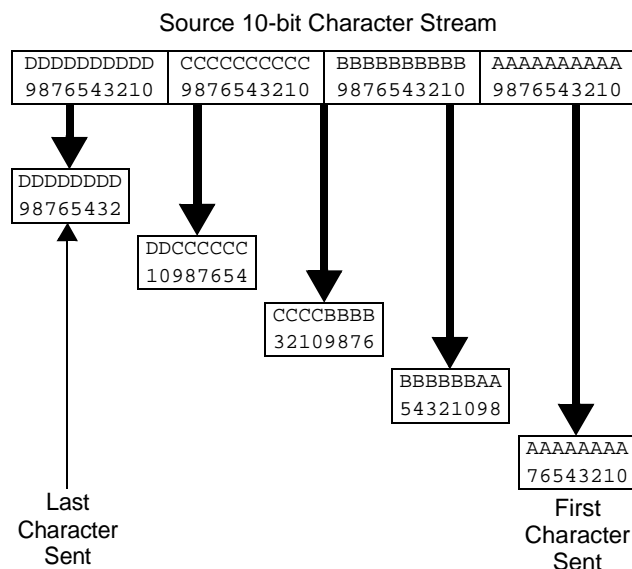 Source 10-bit Character Stream
DDDDDDDDDD CCCCCCCCCC BBBBBBBBBB AAAAAAAAAA
9876543210 9876543210 9876543210 9876543210
DDDDDDDD
98765432
DDCCCCCC
10987654
CCCCBBBB
32109876
BBBBBBAA
54321098
AAAAAAAA
76543210
Last
Character
Sent
First
Character
Sent